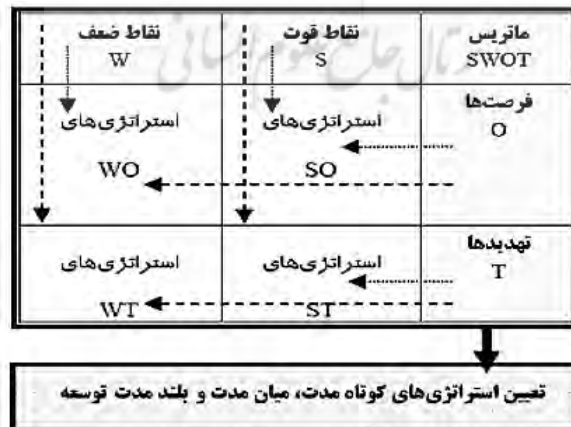 ماتریس نقاط قوت نقاط ضعف
SWOT S W
فرصت‌ها استراتژی‌های استراتژی‌های
O SO WO
تهدیدها استراتژی‌های استراتژی‌های
T ST WT
تعیین استراتژی‌های کوتاه مدت، میان مدت و بلند مدت توسعه